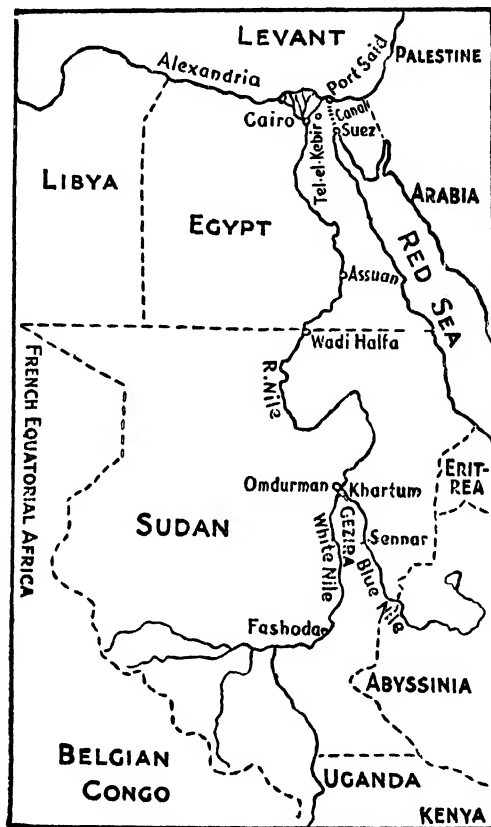 LEVANT
Alexandria
Port Said
PALESTINE
Cairo
Tel-el-Kebir
Canal
Suez
LIBYA
EGYPT
ARABIA
RED SEA
Assuan
Wadi Halfa
R. Nile
FRENCH EQUATORIAL AFRICA
ERIT-
REA
Omdurman
Khartum
SUDAN
GEZIRA
White Nile
Sennar
Blue Nile
Fashoda
ABYSSINIA
BELGIAN
CONGO
UGANDA
KENYA